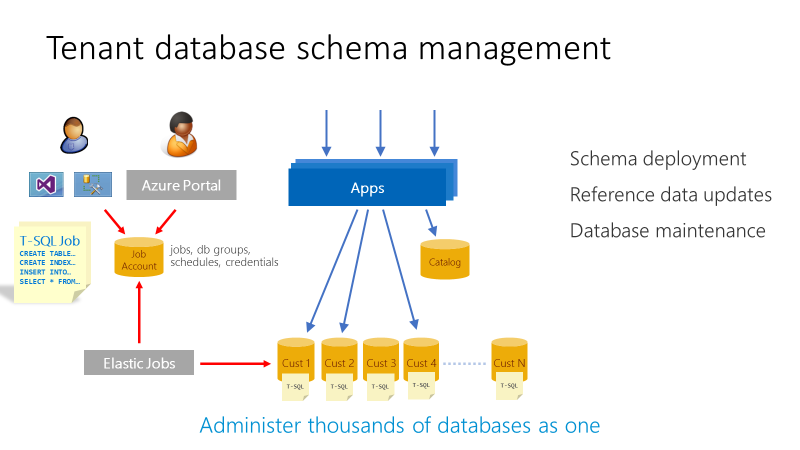 Tenant database schema management
Azure Portal
Apps
Schema deployment
Reference data updates
Database maintenance
T-SQL Job
CREATE TABLE…
CREATE INDEX…
INSERT INTO…
SELECT * FROM…
Job
Account
jobs, db groups,
schedules, credentials
Catalog
Elastic Jobs
Cust 1
Cust 2
Cust 3
Cust 4
Cust N
T-SQL
T-SQL
T-SQL
T-SQL
T-SQL
Administer thousands of databases as one